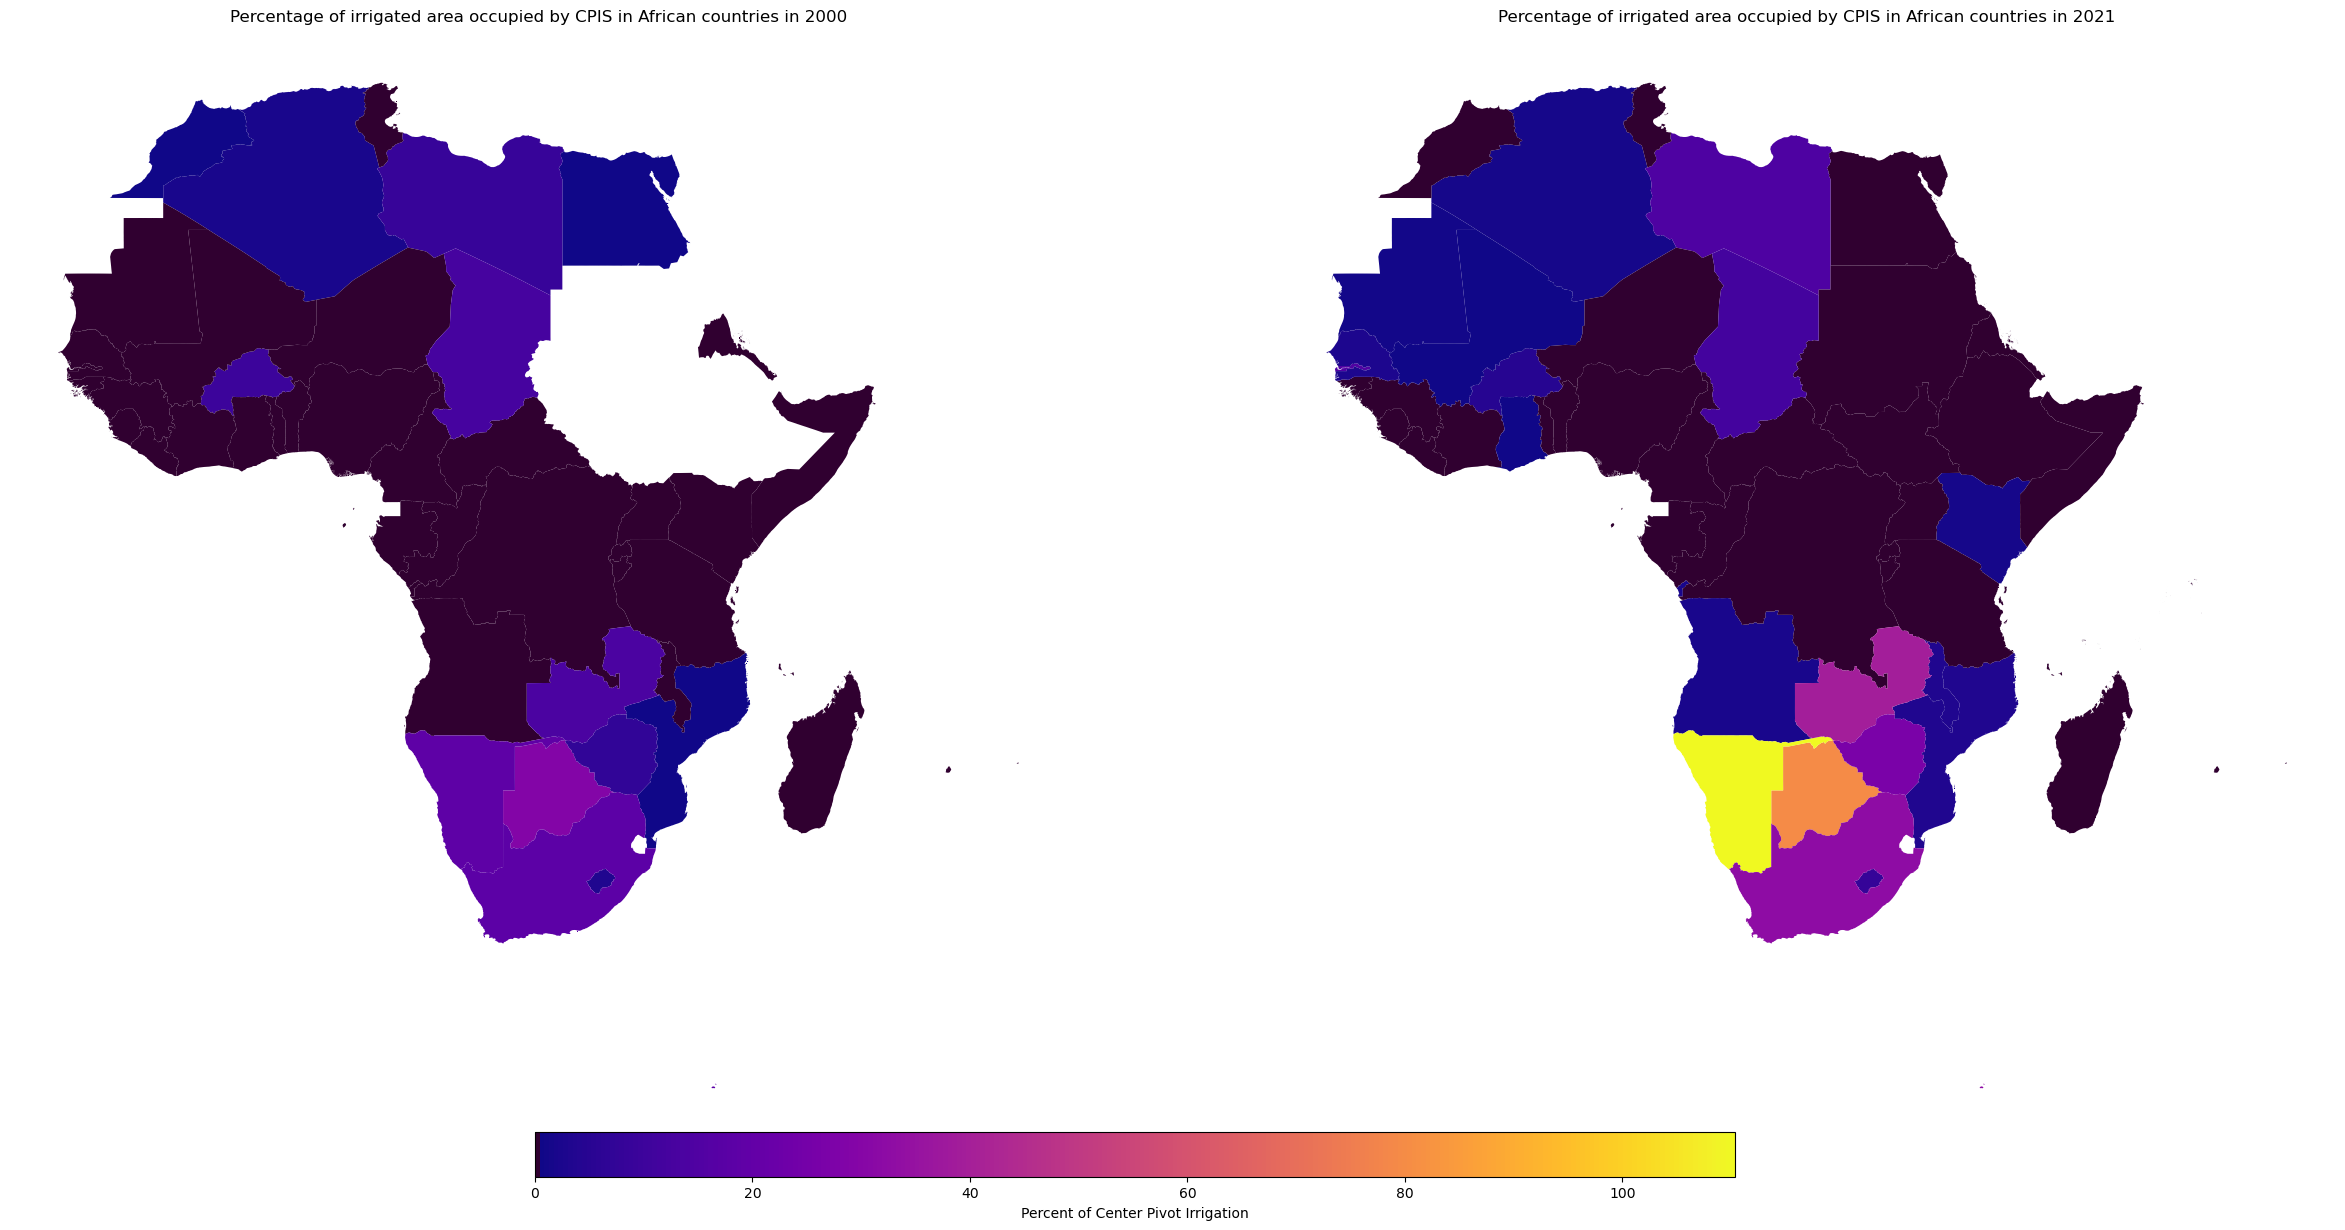 Percentage of irrigated area occupied by CPIS in African countries in 2000
Percentage of irrigated area occupied by CPIS in African countries in 2021
0 20 40 60 80 100
Percent of Center Pivot Irrigation